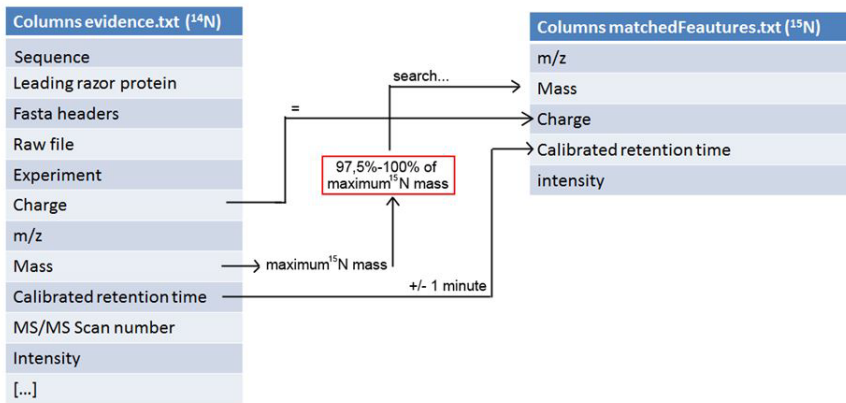 Columns evidence.txt (¹⁴N)
Sequence
Leading razor protein
Fasta headers
Raw file
Experiment
Charge
m/z
Mass
Calibrated retention time
MS/MS Scan number
Intensity
[...]
=
search...
97,5%-100% of
maximum¹⁵N mass
maximum¹⁵N mass
+/- 1 minute
Columns matchedFeautures.txt (¹⁵N)
m/z
Mass
Charge
Calibrated retention time
intensity